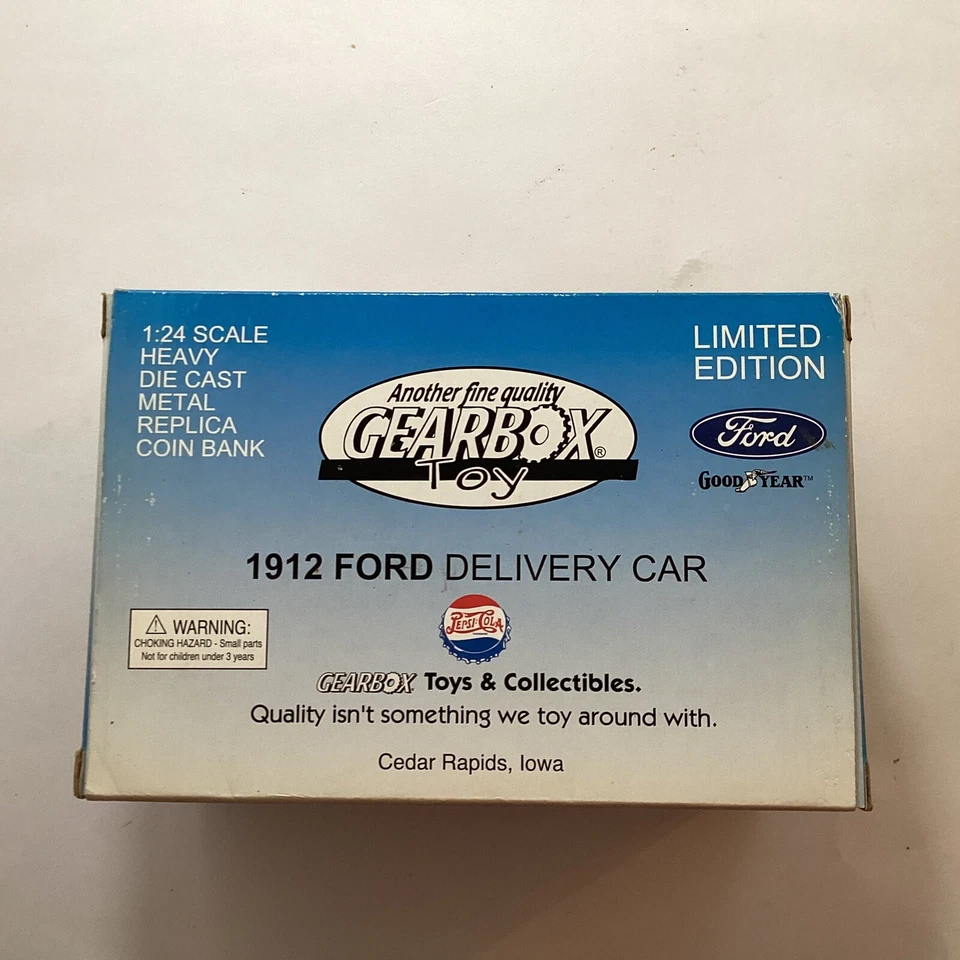 1:24 SCALE
HEAVY
DIE CAST
METAL
REPLICA
COIN BANK
Another fine quality
GEARBOX®
Toy
LIMITED
EDITION
Ford
GOOD YEAR™
1912 FORD DELIVERY CAR
PEPSI-COLA
⚠ WARNING:
CHOKING HAZARD - Small parts
Not for children under 3 years
GEARBOX Toys & Collectibles.
Quality isn't something we toy around with.
Cedar Rapids, Iowa